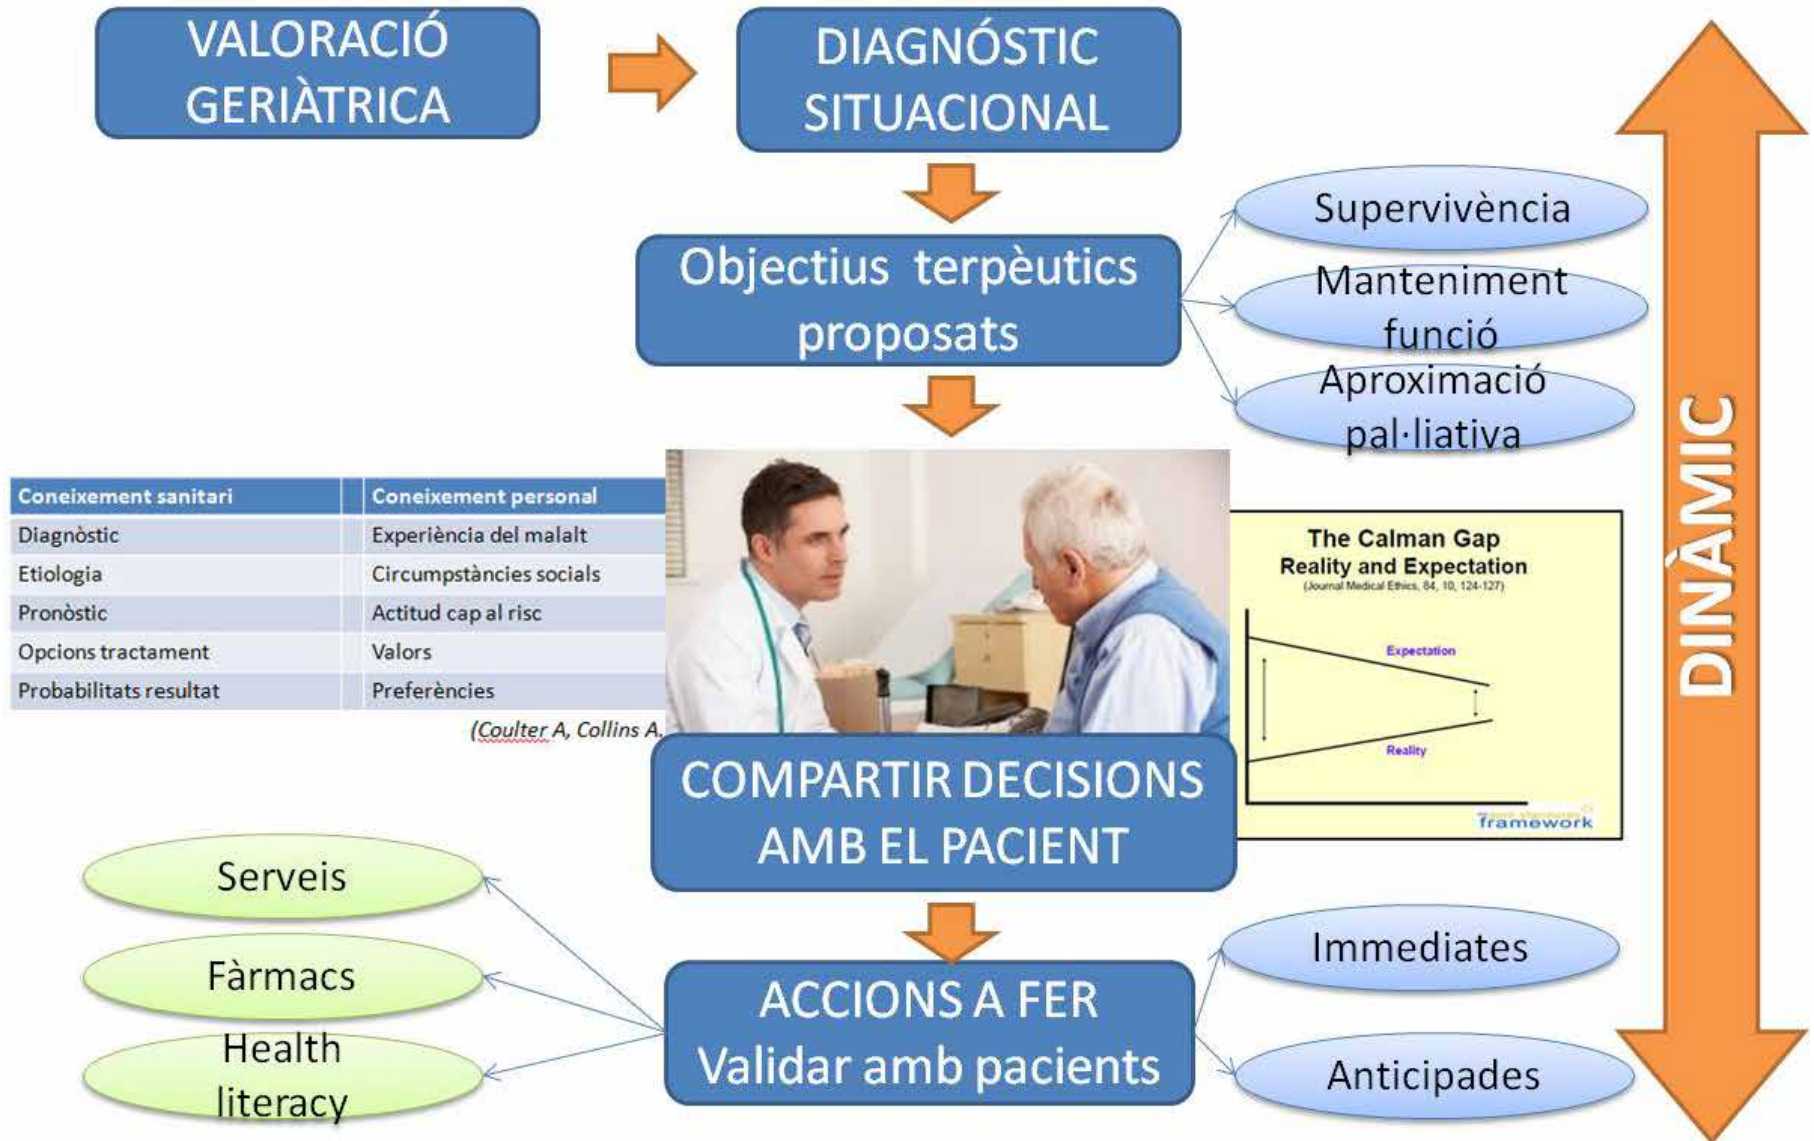 VALORACIÓ
GERIÀTRICA
DIAGNÓSTIC
SITUACIONAL
Objectius terpèutics
proposats
Supervivència
Manteniment
funció
Aproximació
pal·liativa
DINÀMIC
Coneixement sanitari Coneixement personal
Diagnòstic Experiència del malalt
Etiologia Circumpstàncies socials
Pronòstic Actitud cap al risc
Opcions tractament Valors
Probabilitats resultat Preferències
(Coulter A, Collins A.
The Calman Gap
Reality and Expectation
(Journal Medical Ethics, 84, 10, 124-127)
Expectation
Reality
framework
COMPARTIR DECISIONS
AMB EL PACIENT
Serveis
Fàrmacs
Health
literacy
ACCIONS A FER
Validar amb pacients
Immediates
Anticipades